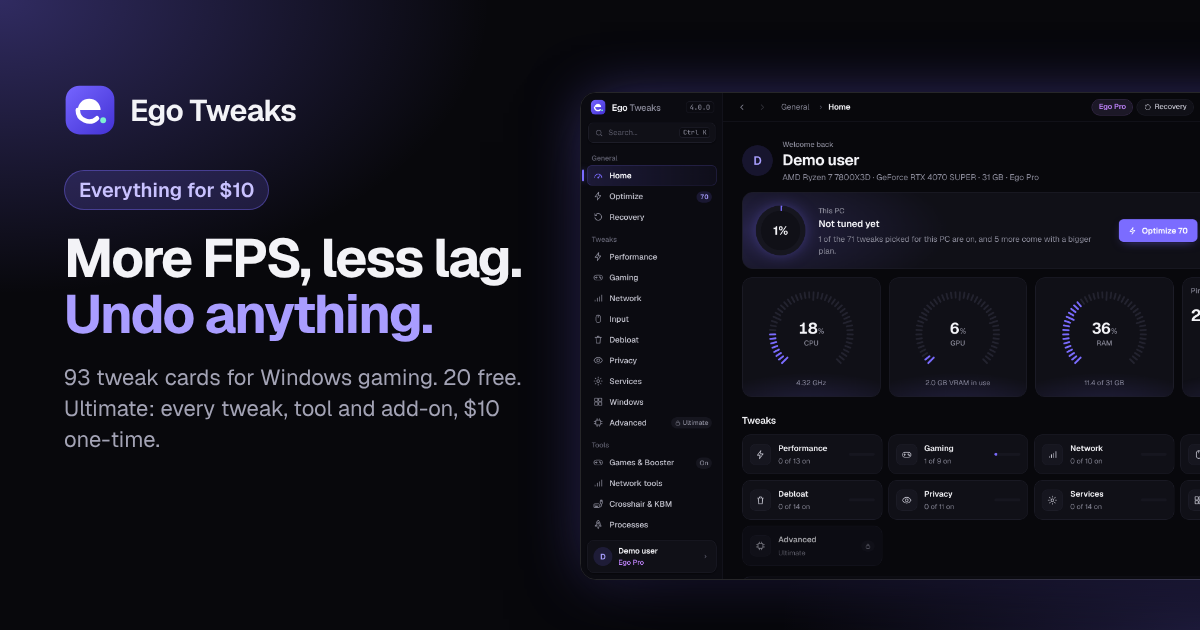 Ego Tweaks
Everything for $10
More FPS, less lag.
Undo anything.
93 tweak cards for Windows gaming. 20 free.
Ultimate: every tweak, tool and add-on, $10
one-time.
Ego Tweaks 4.0.0
Search... Ctrl K
General
Home
Optimize 70
Recovery
Tweaks
Performance
Gaming
Network
Input
Debloat
Privacy
Services
Windows
Advanced Ultimate
Tools
Games & Booster On
Network tools
Crosshair & KBM
Processes
D Demo user
Ego Pro
General › Home
Ego Pro Recovery
D
Welcome back
Demo user
AMD Ryzen 7 7800X3D · GeForce RTX 4070 SUPER · 31 GB · Ego Pro
1%
This PC
Not tuned yet
1 of the 71 tweaks picked for this PC are on, and 5 more come with a bigger
plan.
Optimize 70
18%
CPU
4.32 GHz
6%
GPU
2.0 GB VRAM in use
36%
RAM
11.4 of 31 GB
Tweaks
Performance
0 of 13 on
Gaming
1 of 9 on
Network
0 of 10 on
Debloat
0 of 14 on
Privacy
0 of 11 on
Services
0 of 14 on
Advanced
Ultimate